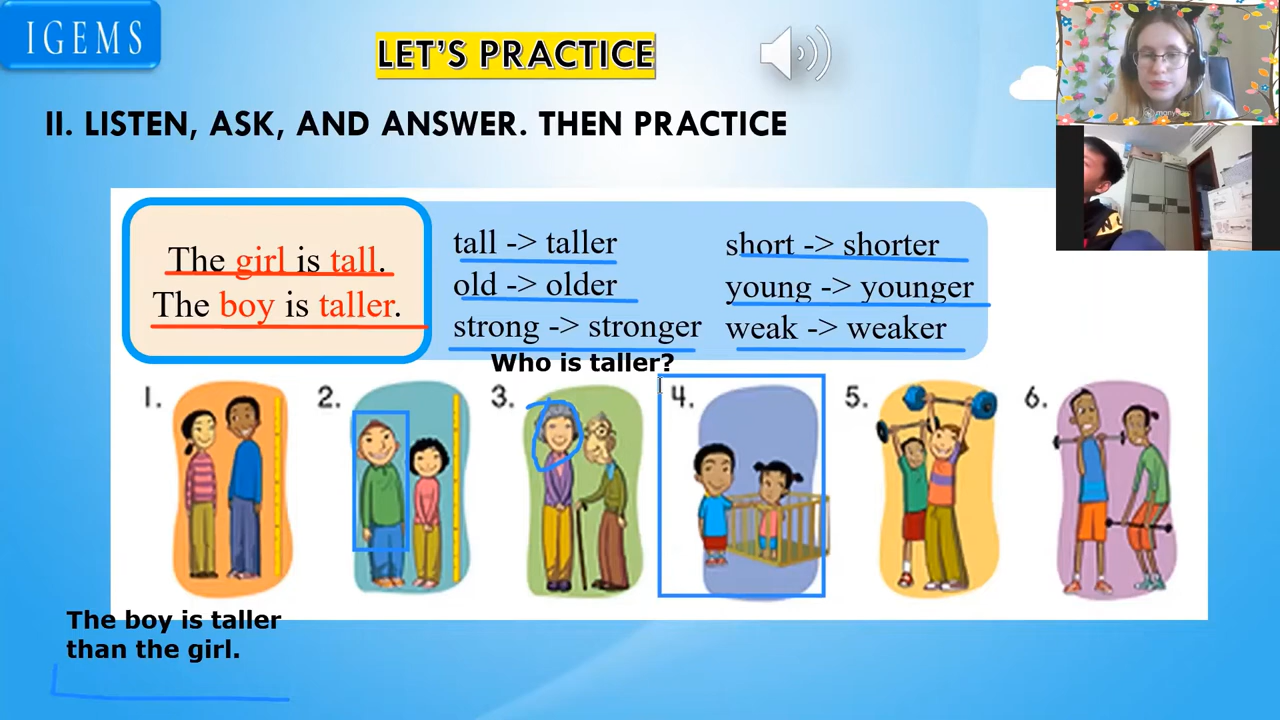 IGEMS
LET'S PRACTICE
II. LISTEN, ASK, AND ANSWER. THEN PRACTICE
The girl is tall.
The boy is taller.
tall -> taller
old -> older
strong -> stronger
short -> shorter
young -> younger
weak -> weaker
Who is taller?
1.
2.
3.
4.
5.
6.
The boy is taller
than the girl.